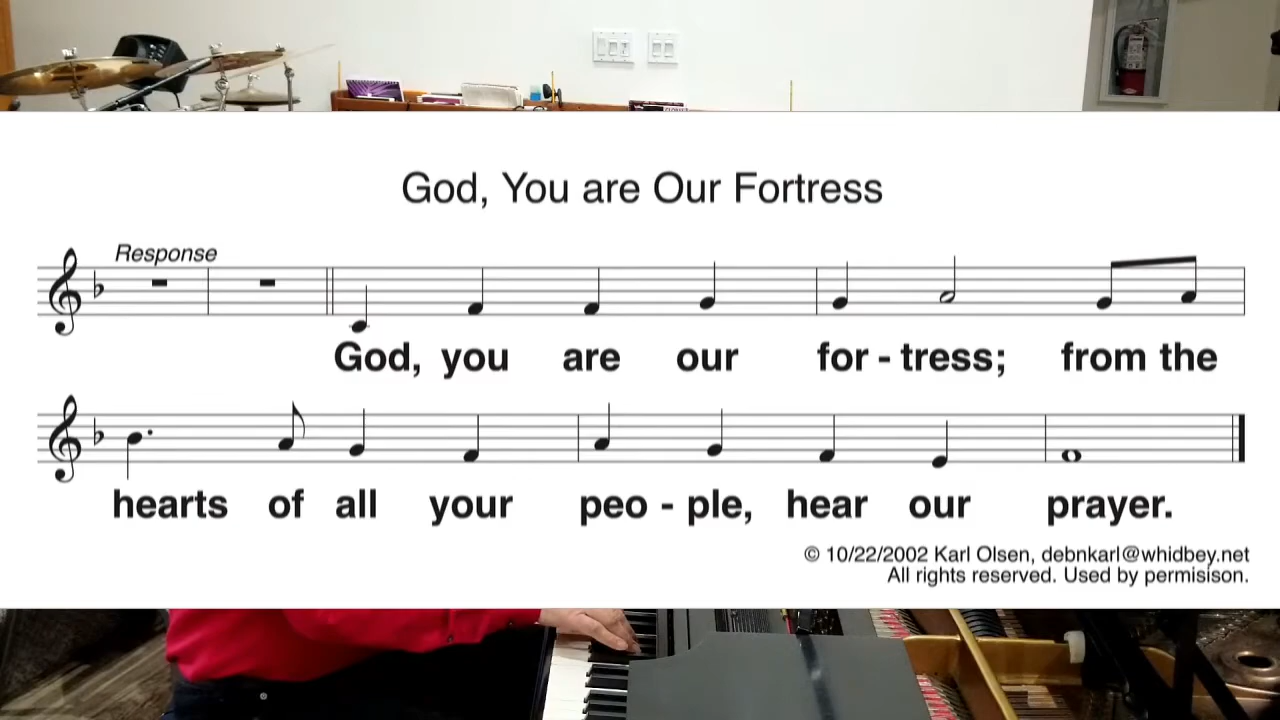 God, You are Our Fortress
Response
God, you are our for - tress; from the
hearts of all your peo - ple, hear our prayer.
© 10/22/2002 Karl Olsen, debnkarl@whidbey.net
All rights reserved. Used by permisison.